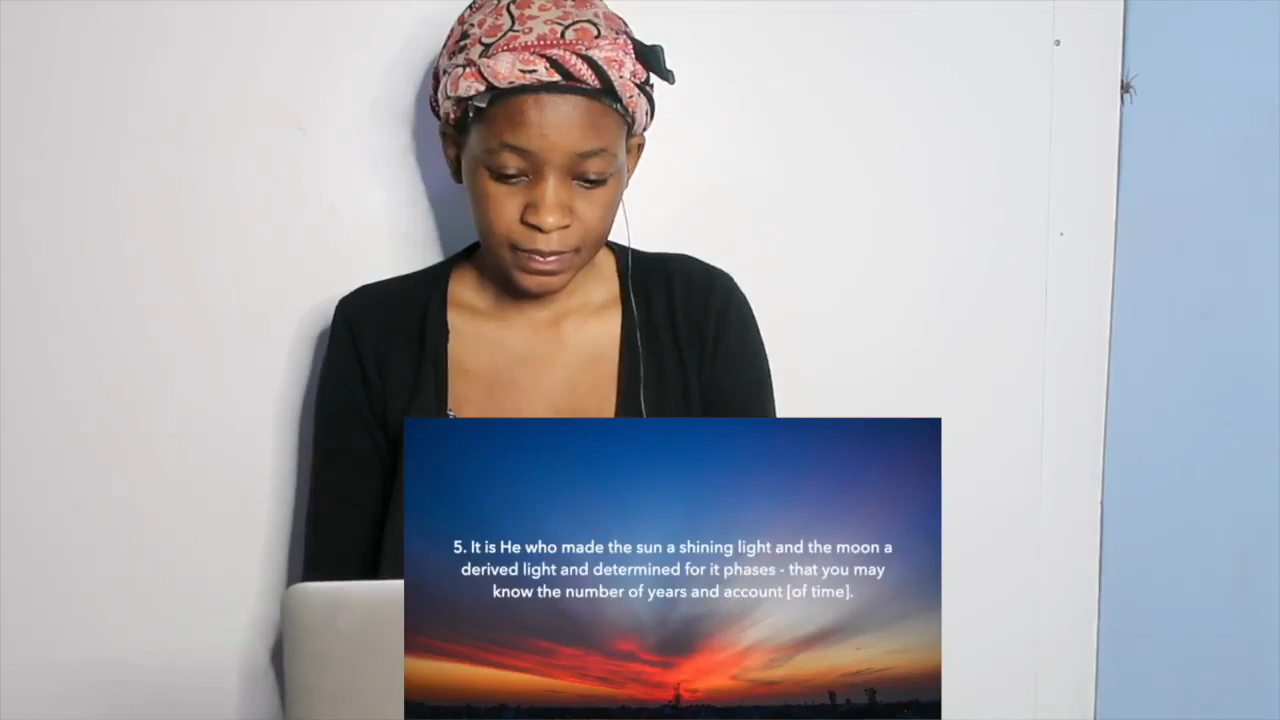 5. It is He who made the sun a shining light and the moon a
derived light and determined for it phases - that you may
know the number of years and account [of time].